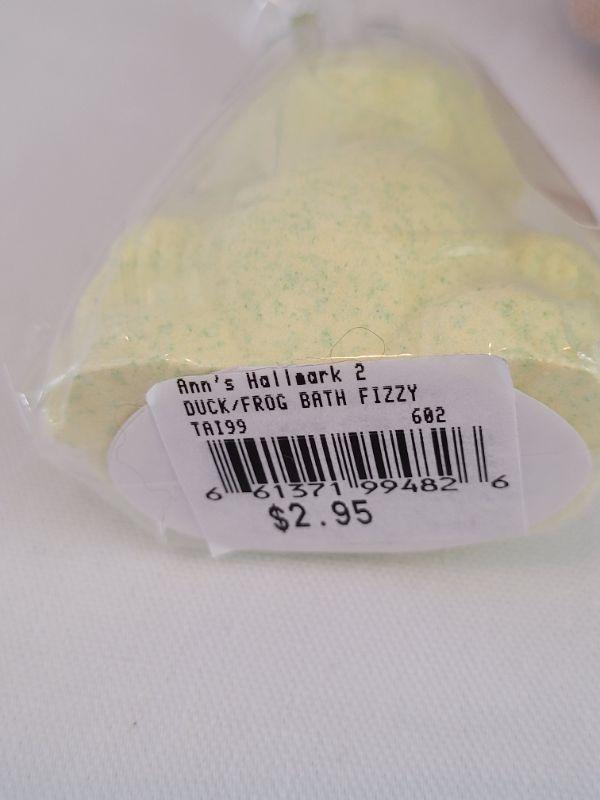 Ann's Hallmark 2
DUCK/FROG BATH FIZZY
TAI99 602
6 61371 99482 6
$2.95